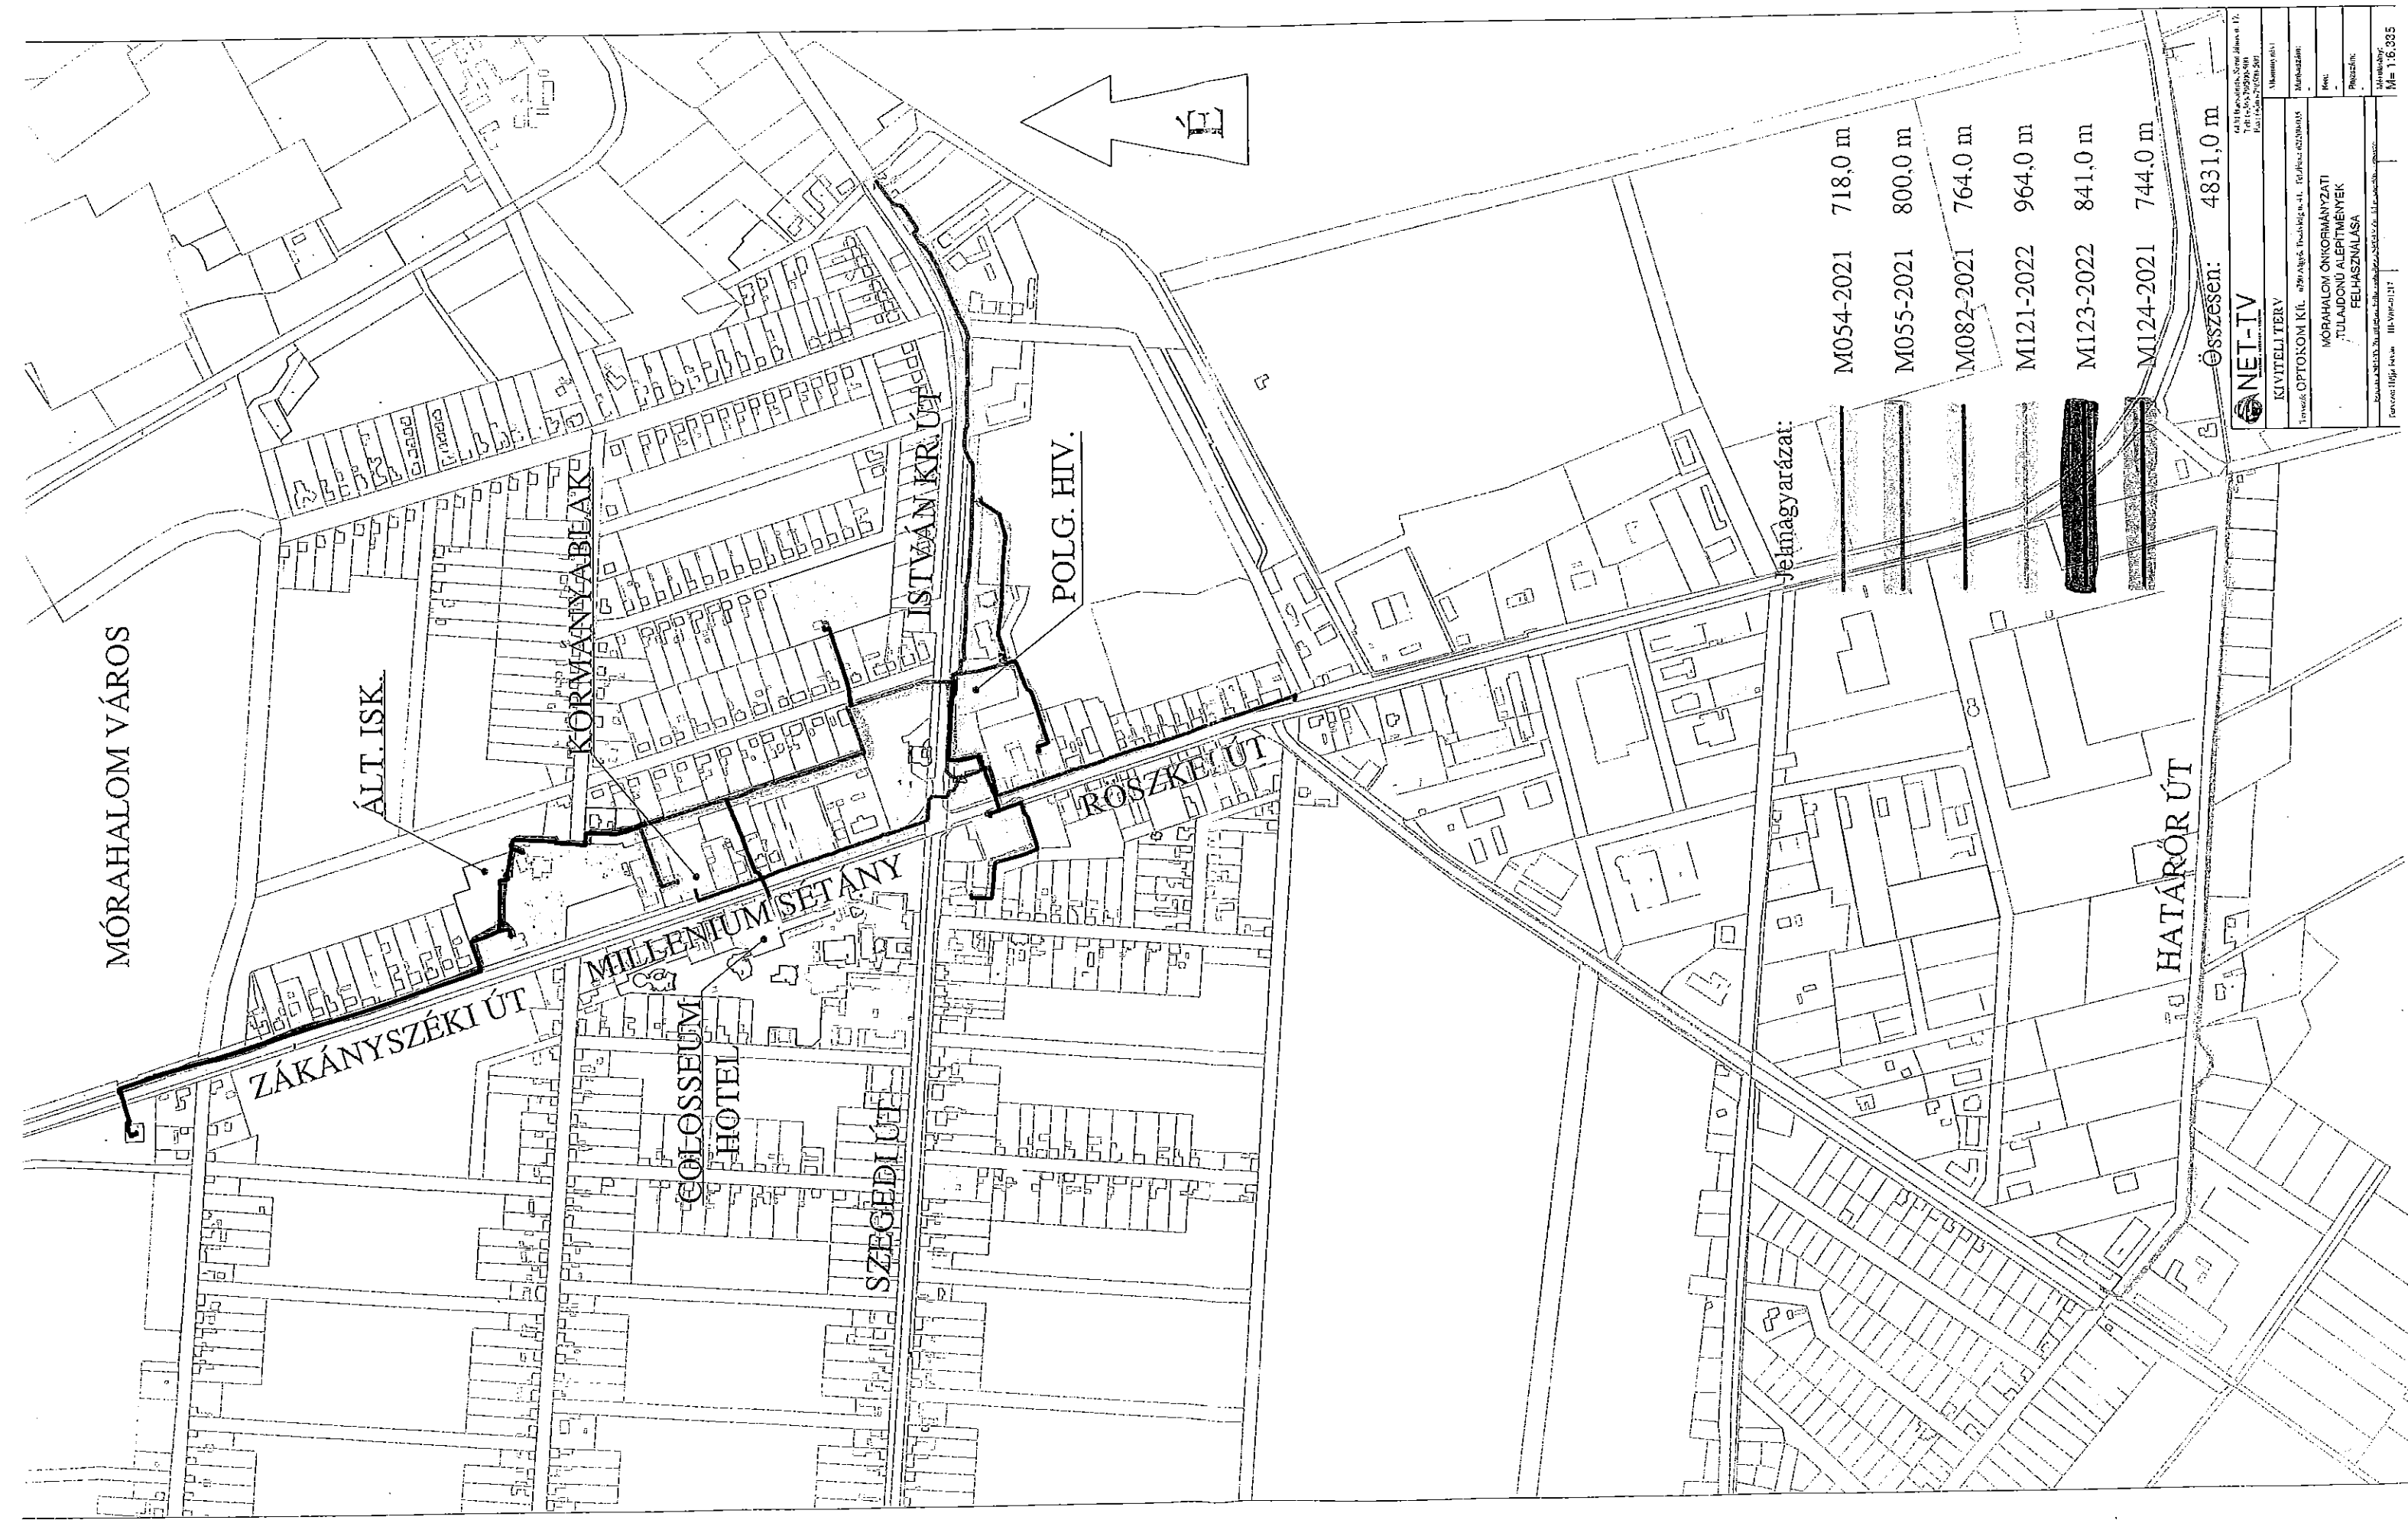 MÓRAHALOM VÁROS
ÁLT. ISK.
KORMÁNYABLAK
ISTVÁN KR. ÚT
POLG. HIV.
É
ZÁKÁNYSZÉKI ÚT
MILLENIUM SÉTÁNY
RÖSZKEI ÚT
COLOSSEUM
HOTEL
SZEGEDI ÚT
HATÁRŐR ÚT
Jelmagyarázat:
M054-2021 718,0 m
M055-2021 800,0 m
M082-2021 764.0 m
M121-2022 964,0 m
M123-2022 841,0 m
M124-2021 744.0 m
Összesen: 4831,0 m
NET-TV
KIVITELI TERV
OPTOKOM Kft.
MÓRAHALOM ÖNKORMÁNYZATI
TULAJDONÚ ALÉPÍTMÉNYEK
FELHASZNÁLÁSA
M= 1:6.335